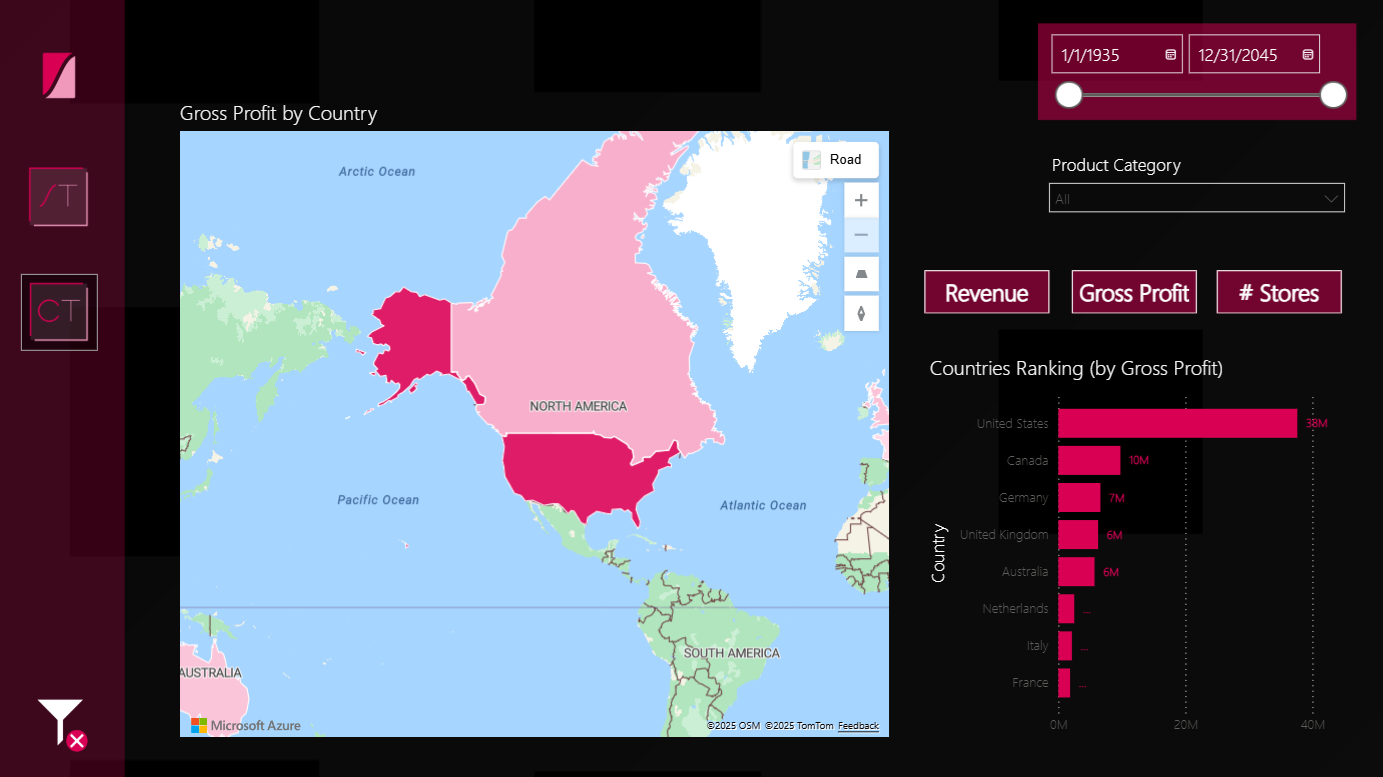 1/1/1935
12/31/2045
Gross Profit by Country
Arctic Ocean
Road
Product Category
All
ST
CT
Revenue
Gross Profit
# Stores
NORTH AMERICA
Pacific Ocean
Atlantic Ocean
SOUTH AMERICA
AUSTRALIA
Microsoft Azure
©2025 OSM ©2025 TomTom Feedback
Countries Ranking (by Gross Profit)
Country
United States 38M
Canada 10M
Germany 7M
United Kingdom 6M
Australia 6M
Netherlands ...
Italy ...
France ...
0M 20M 40M